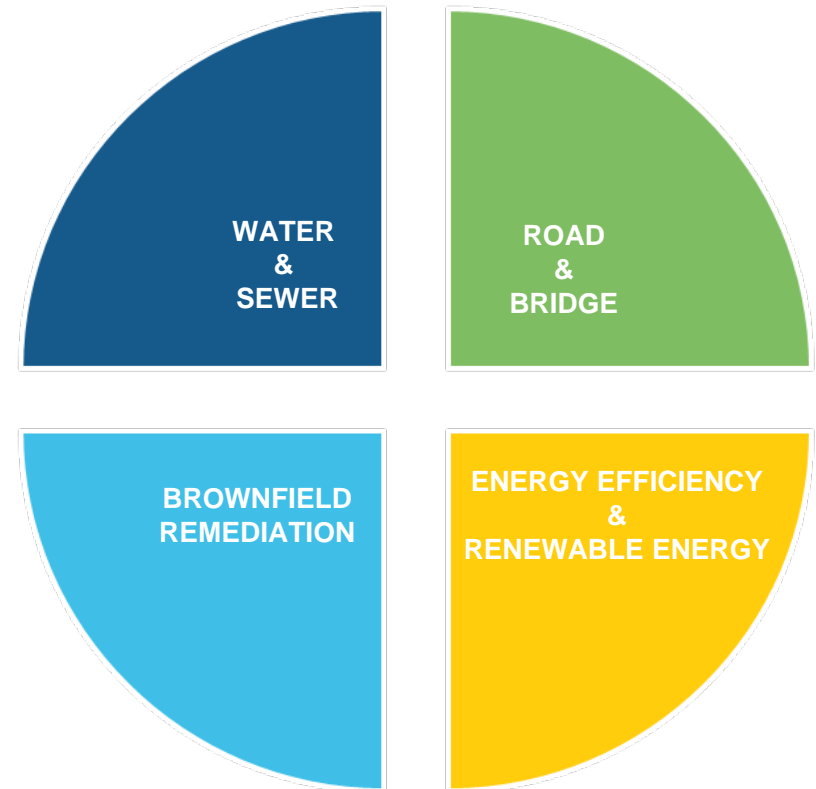 WATER
&
SEWER
ROAD
&
BRIDGE
BROWNFIELD
REMEDIATION
ENERGY EFFICIENCY
&
RENEWABLE ENERGY